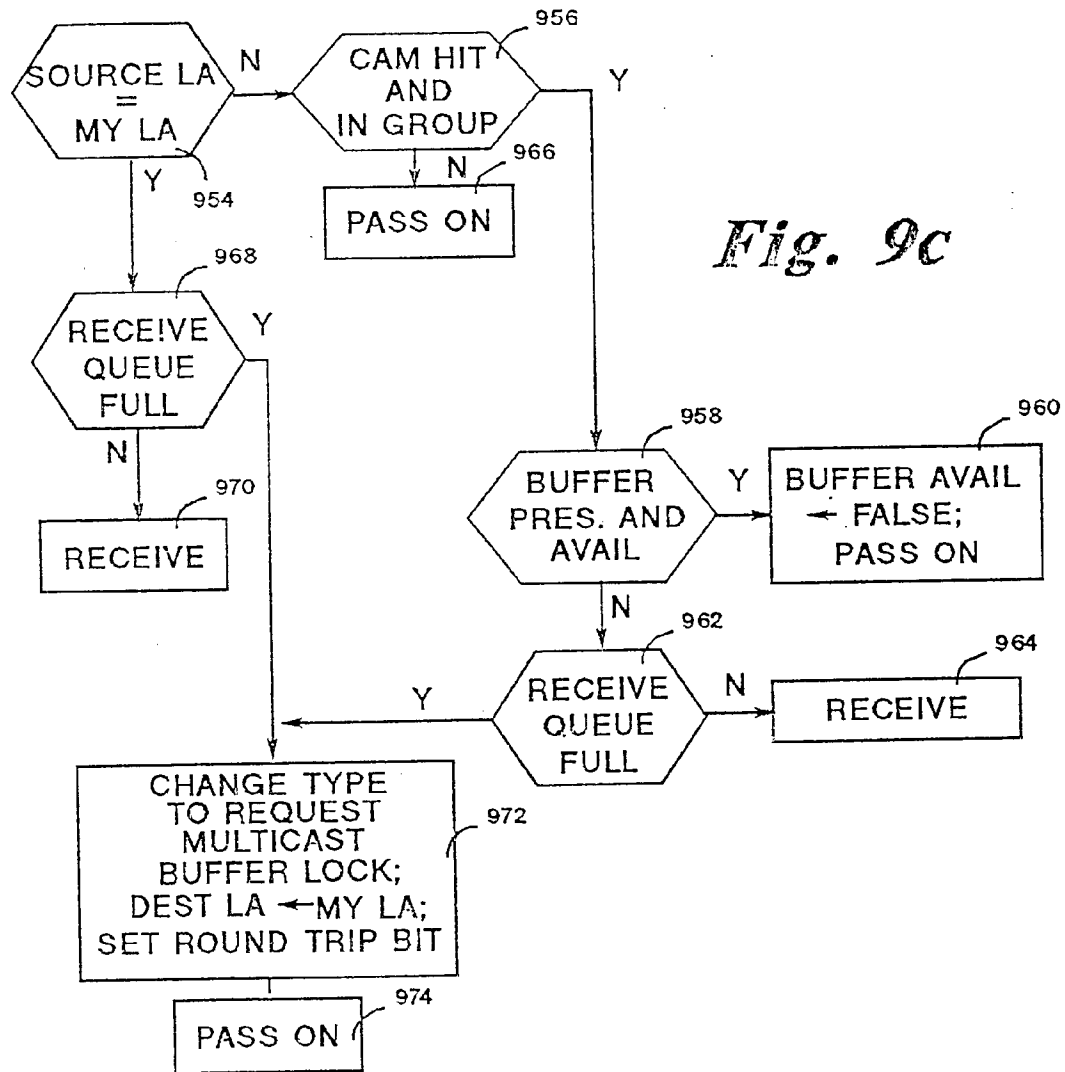 SOURCE LA
=
MY LA
954
N
Y
956
CAM HIT
AND
IN GROUP
Y
N
966
PASS ON
Fig. 9c
968
RECEIVE
QUEUE
FULL
Y
N
970
RECEIVE
958
BUFFER
PRES. AND
AVAIL
Y
N
960
BUFFER AVAIL
← FALSE;
PASS ON
962
RECEIVE
QUEUE
FULL
Y
N
964
RECEIVE
CHANGE TYPE
TO REQUEST
MULTICAST
BUFFER LOCK;
DEST LA ← MY LA;
SET ROUND TRIP BIT
972
974
PASS ON